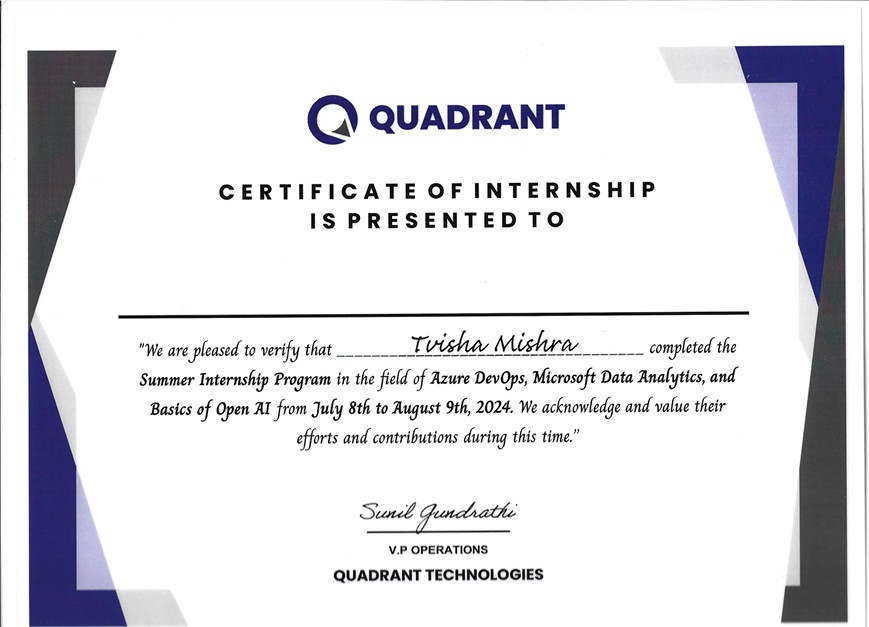 QUADRANT
CERTIFICATE OF INTERNSHIP
IS PRESENTED TO
"We are pleased to verify that ______Tvisha Mishra______ completed the
Summer Internship Program in the field of Azure DevOps, Microsoft Data Analytics, and
Basics of Open AI from July 8th to August 9th, 2024. We acknowledge and value their
efforts and contributions during this time.”
Sunil Gundrathi
V.P OPERATIONS
QUADRANT TECHNOLOGIES